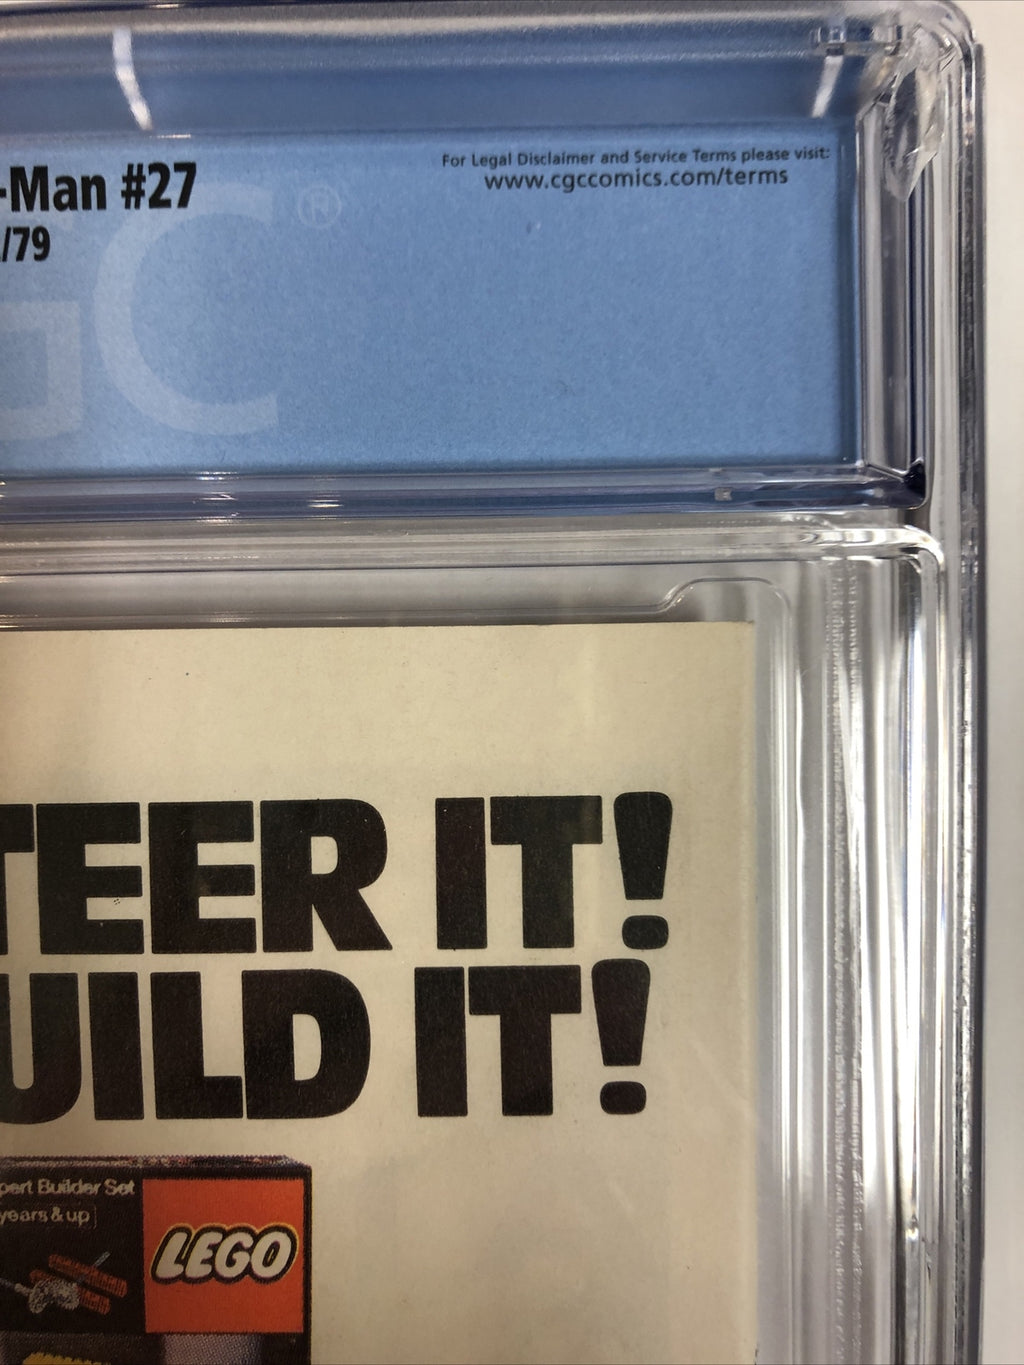 -Man #27
/79
GC®
For Legal Disclaimer and Service Terms please visit:
www.cgccomics.com/terms
TEER IT!
UILD IT!
pert Builder Set
years & up
LEGO